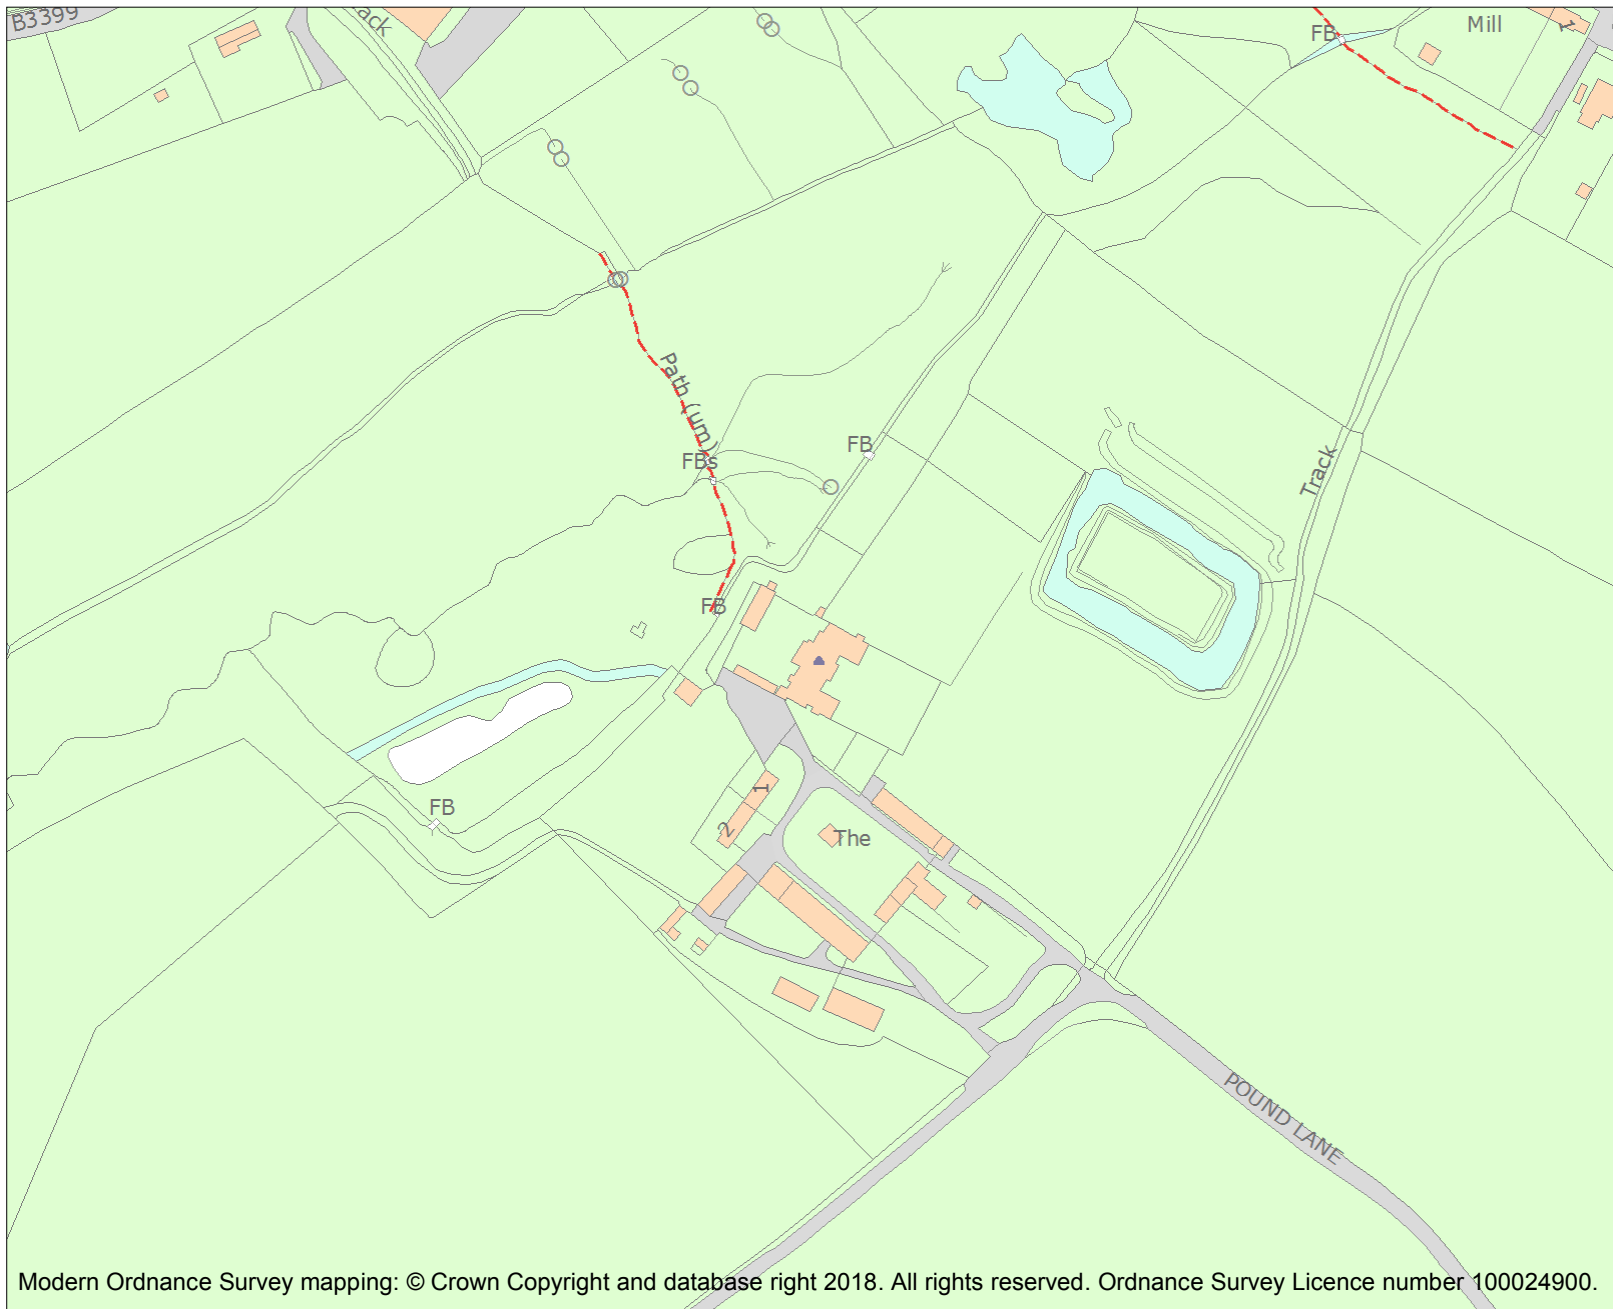 B3399
FB
Mill
1
Path (um)
FBs
FB
Track
FB
FB
1
2
The
POUND LANE
Modern Ordnance Survey mapping: © Crown Copyright and database right 2018. All rights reserved. Ordnance Survey Licence number 100024900.